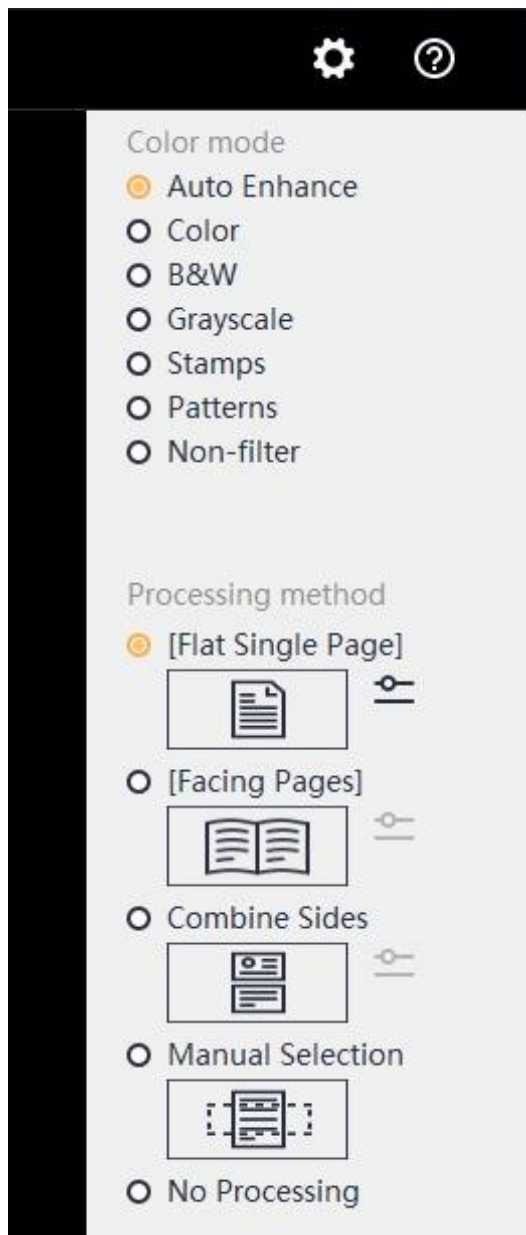 Color mode
Auto Enhance
Color
B&W
Grayscale
Stamps
Patterns
Non-filter
Processing method
[Flat Single Page]
[Facing Pages]
Combine Sides
Manual Selection
No Processing